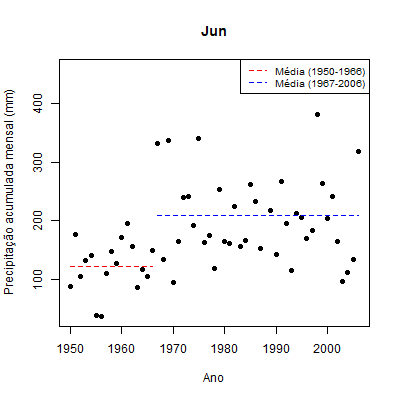 Jun
Média (1950-1966)
Média (1967-2006)
Precipitação acumulada mensal (mm)
400
300
200
100
1950 1960 1970 1980 1990 2000
Ano